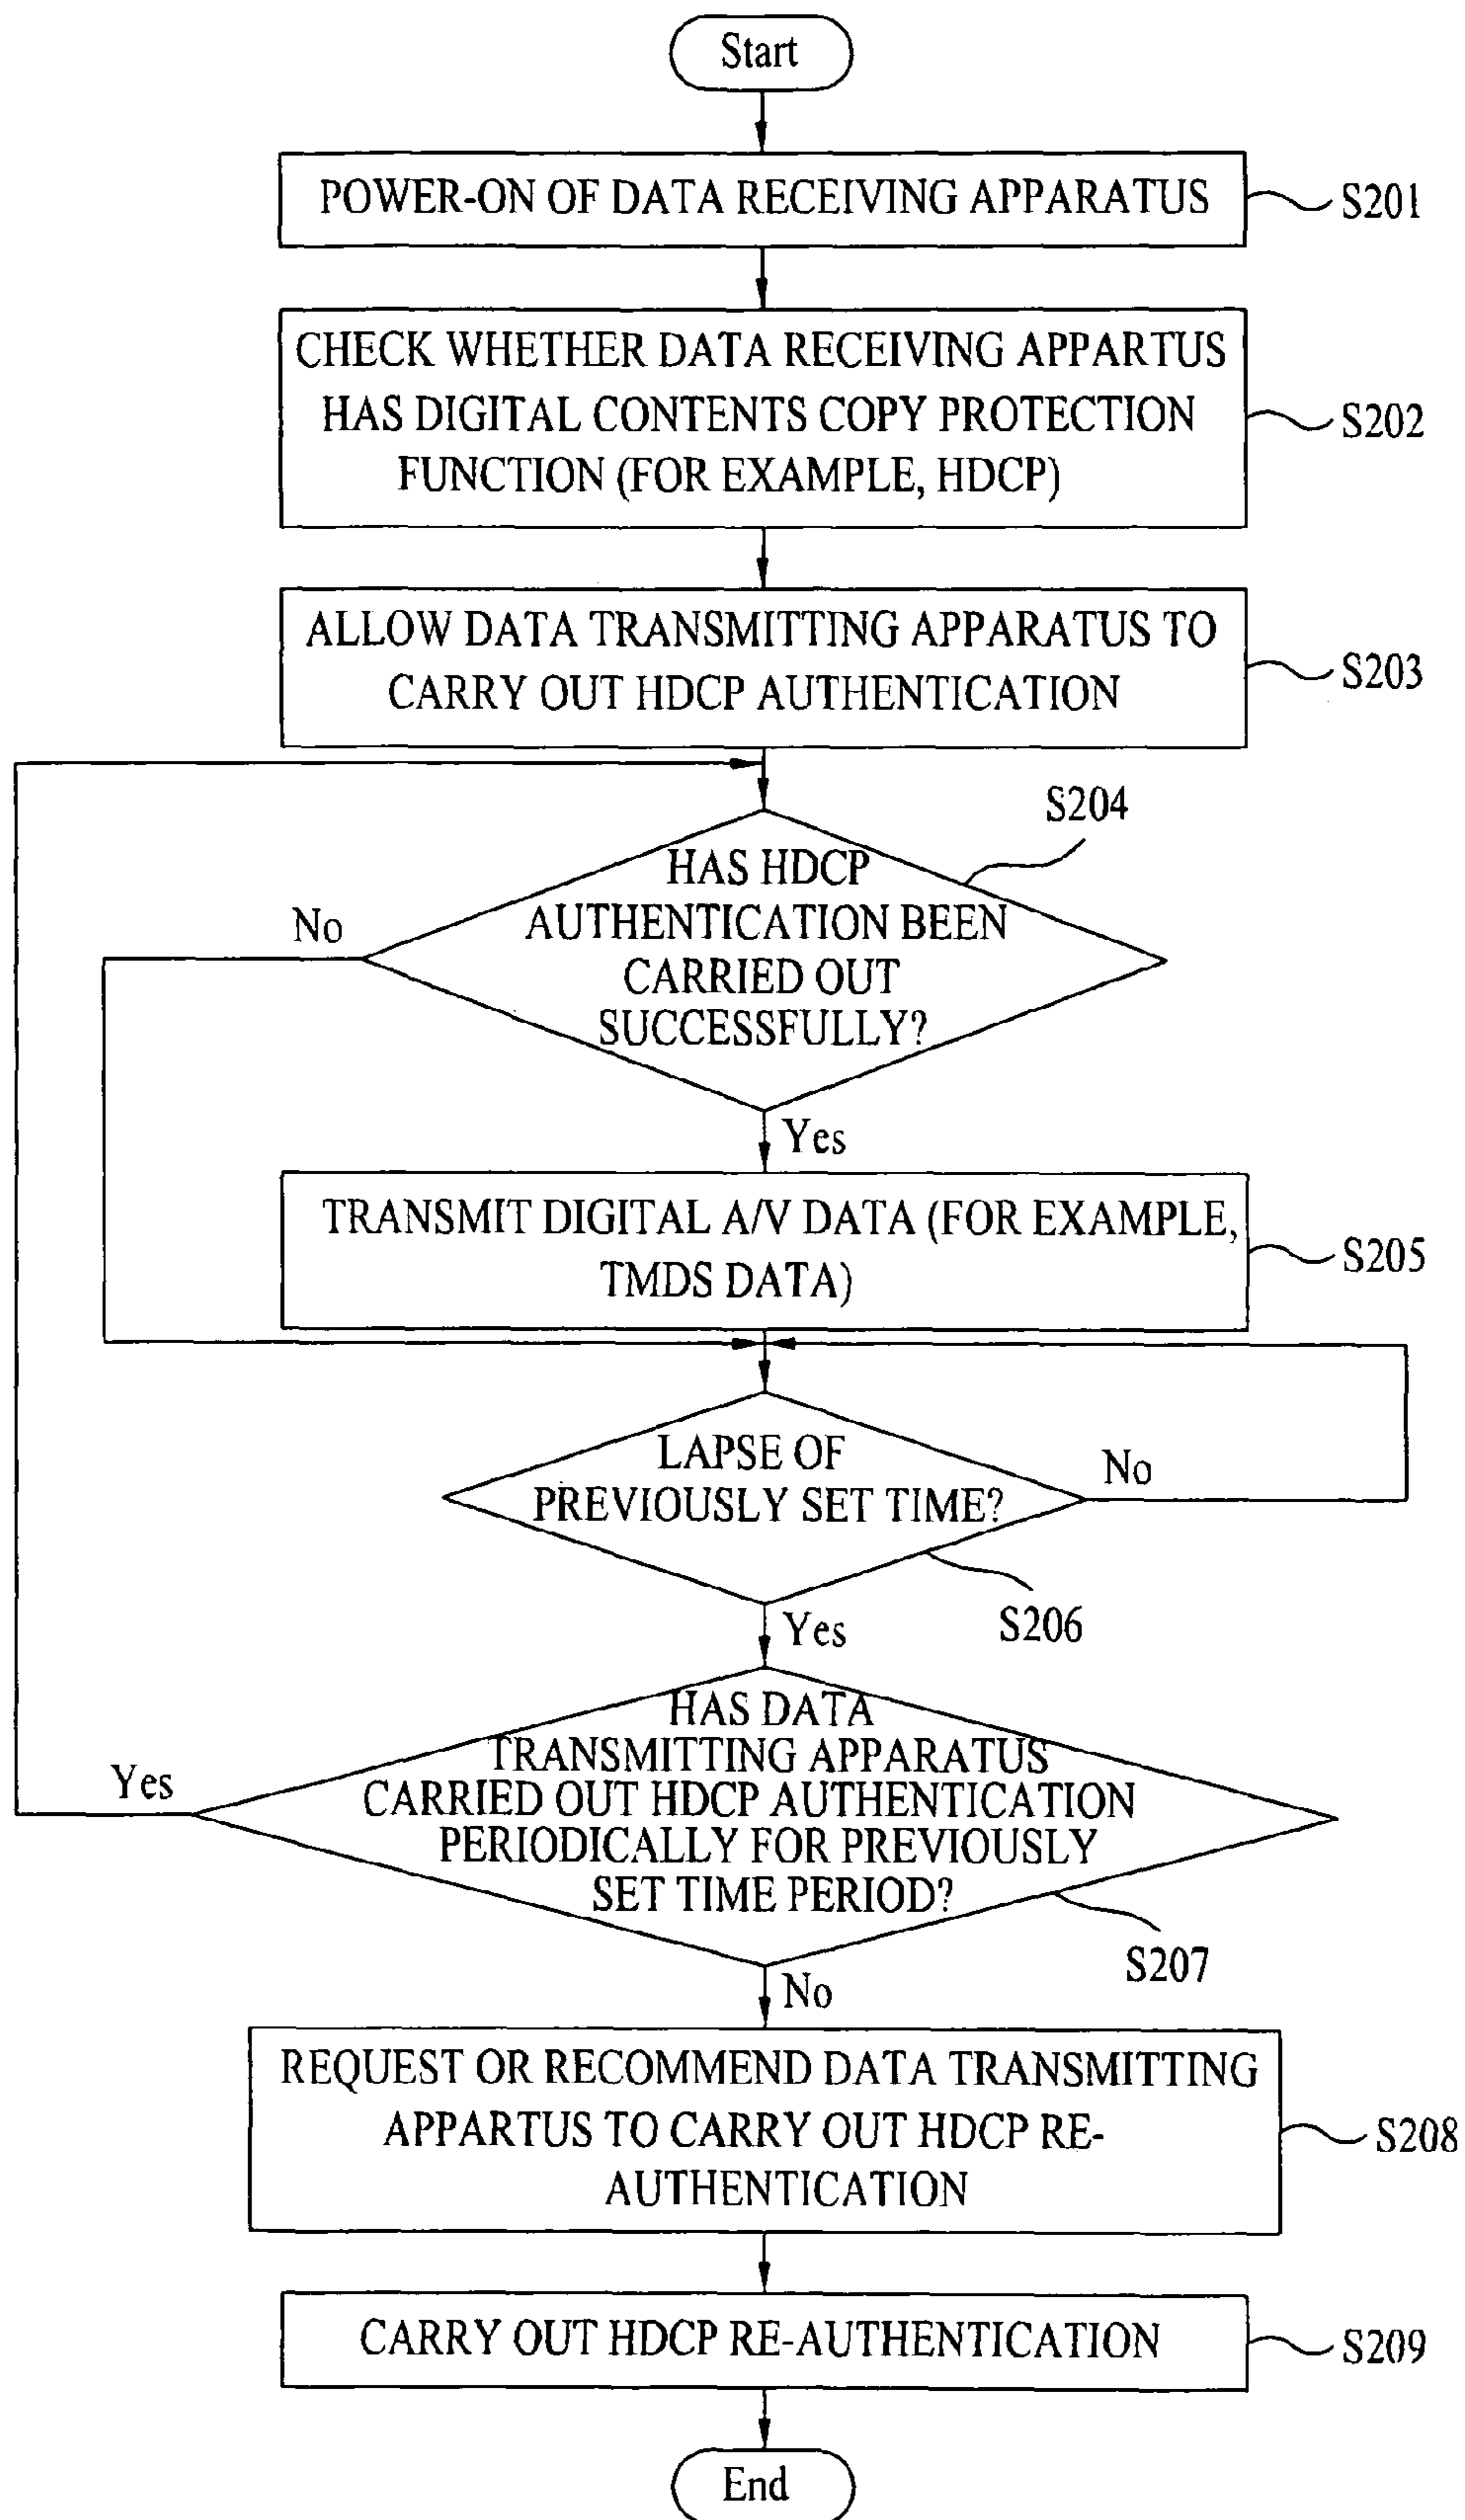 Start
POWER-ON OF DATA RECEIVING APPARATUS
S201
CHECK WHETHER DATA RECEIVING APPARTUS
HAS DIGITAL CONTENTS COPY PROTECTION
FUNCTION (FOR EXAMPLE, HDCP)
S202
ALLOW DATA TRANSMITTING APPARATUS TO
CARRY OUT HDCP AUTHENTICATION
S203
S204
HAS HDCP
AUTHENTICATION BEEN
CARRIED OUT
SUCCESSFULLY?
No
Yes
TRANSMIT DIGITAL A/V DATA (FOR EXAMPLE,
TMDS DATA)
S205
LAPSE OF
PREVIOUSLY SET TIME?
No
S206
Yes
HAS DATA
TRANSMITTING APPARATUS
CARRIED OUT HDCP AUTHENTICATION
PERIODICALLY FOR PREVIOUSLY
SET TIME PERIOD?
Yes
S207
No
REQUEST OR RECOMMEND DATA TRANSMITTING
APPARTUS TO CARRY OUT HDCP RE-
AUTHENTICATION
S208
CARRY OUT HDCP RE-AUTHENTICATION
S209
End